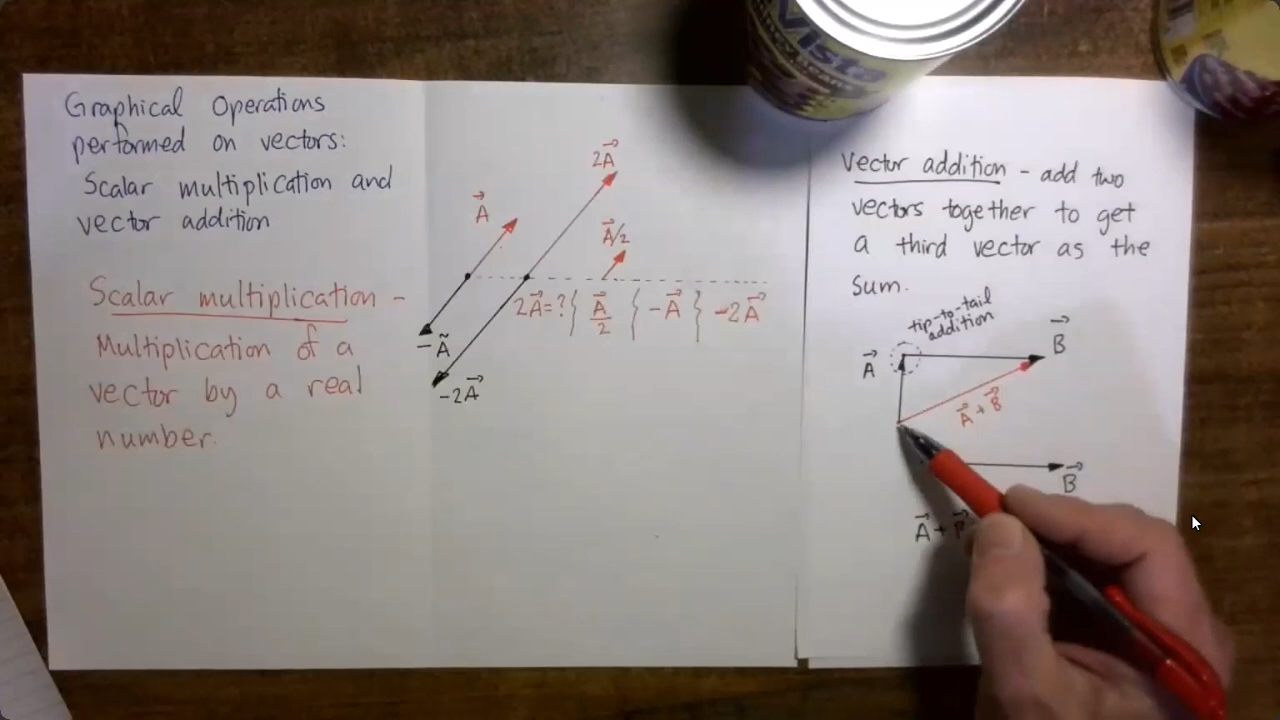 Graphical Operations
performed on vectors:
Scalar multiplication and
vector addition
Scalar multiplication -
Multiplication of a
vector by a real
number.
2A⃗
A⃗
A⃗/2
2A⃗=? { A⃗/2 { -A⃗ } -2A⃗
-Ã
-2A⃗
Vector addition - add two
vectors together to get
a third vector as the
sum.
tip-to-tail
addition
A⃗
B⃗
A⃗ + B⃗
B⃗
A⃗ +
Vista